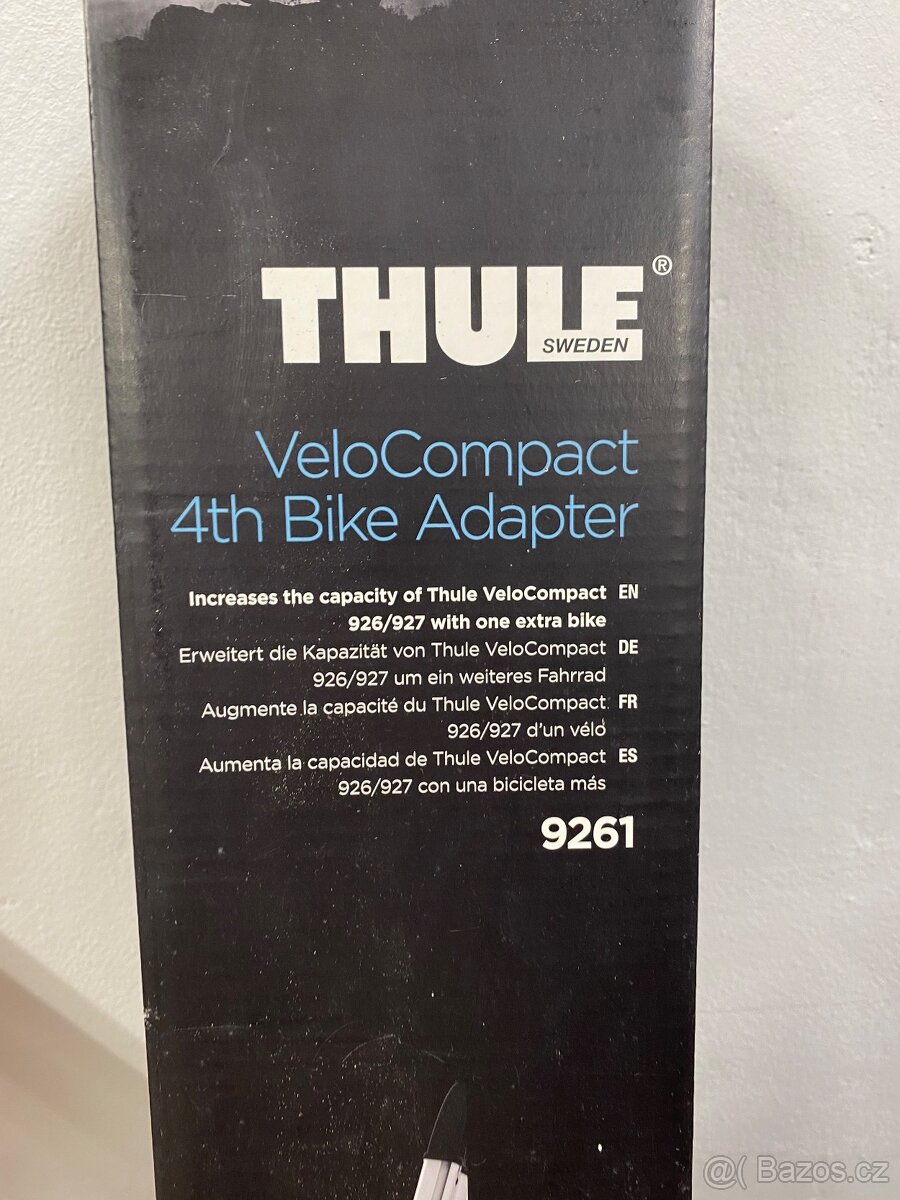 THULE®
SWEDEN
VeloCompact
4th Bike Adapter
Increases the capacity of Thule VeloCompact EN
926/927 with one extra bike
Erweitert die Kapazität von Thule VeloCompact DE
926/927 um ein weiteres Fahrrad
Augmente la capacité du Thule VeloCompact FR
926/927 d'un vélo
Aumenta la capacidad de Thule VeloCompact ES
926/927 con una bicicleta más
9261
@( Bazos.cz